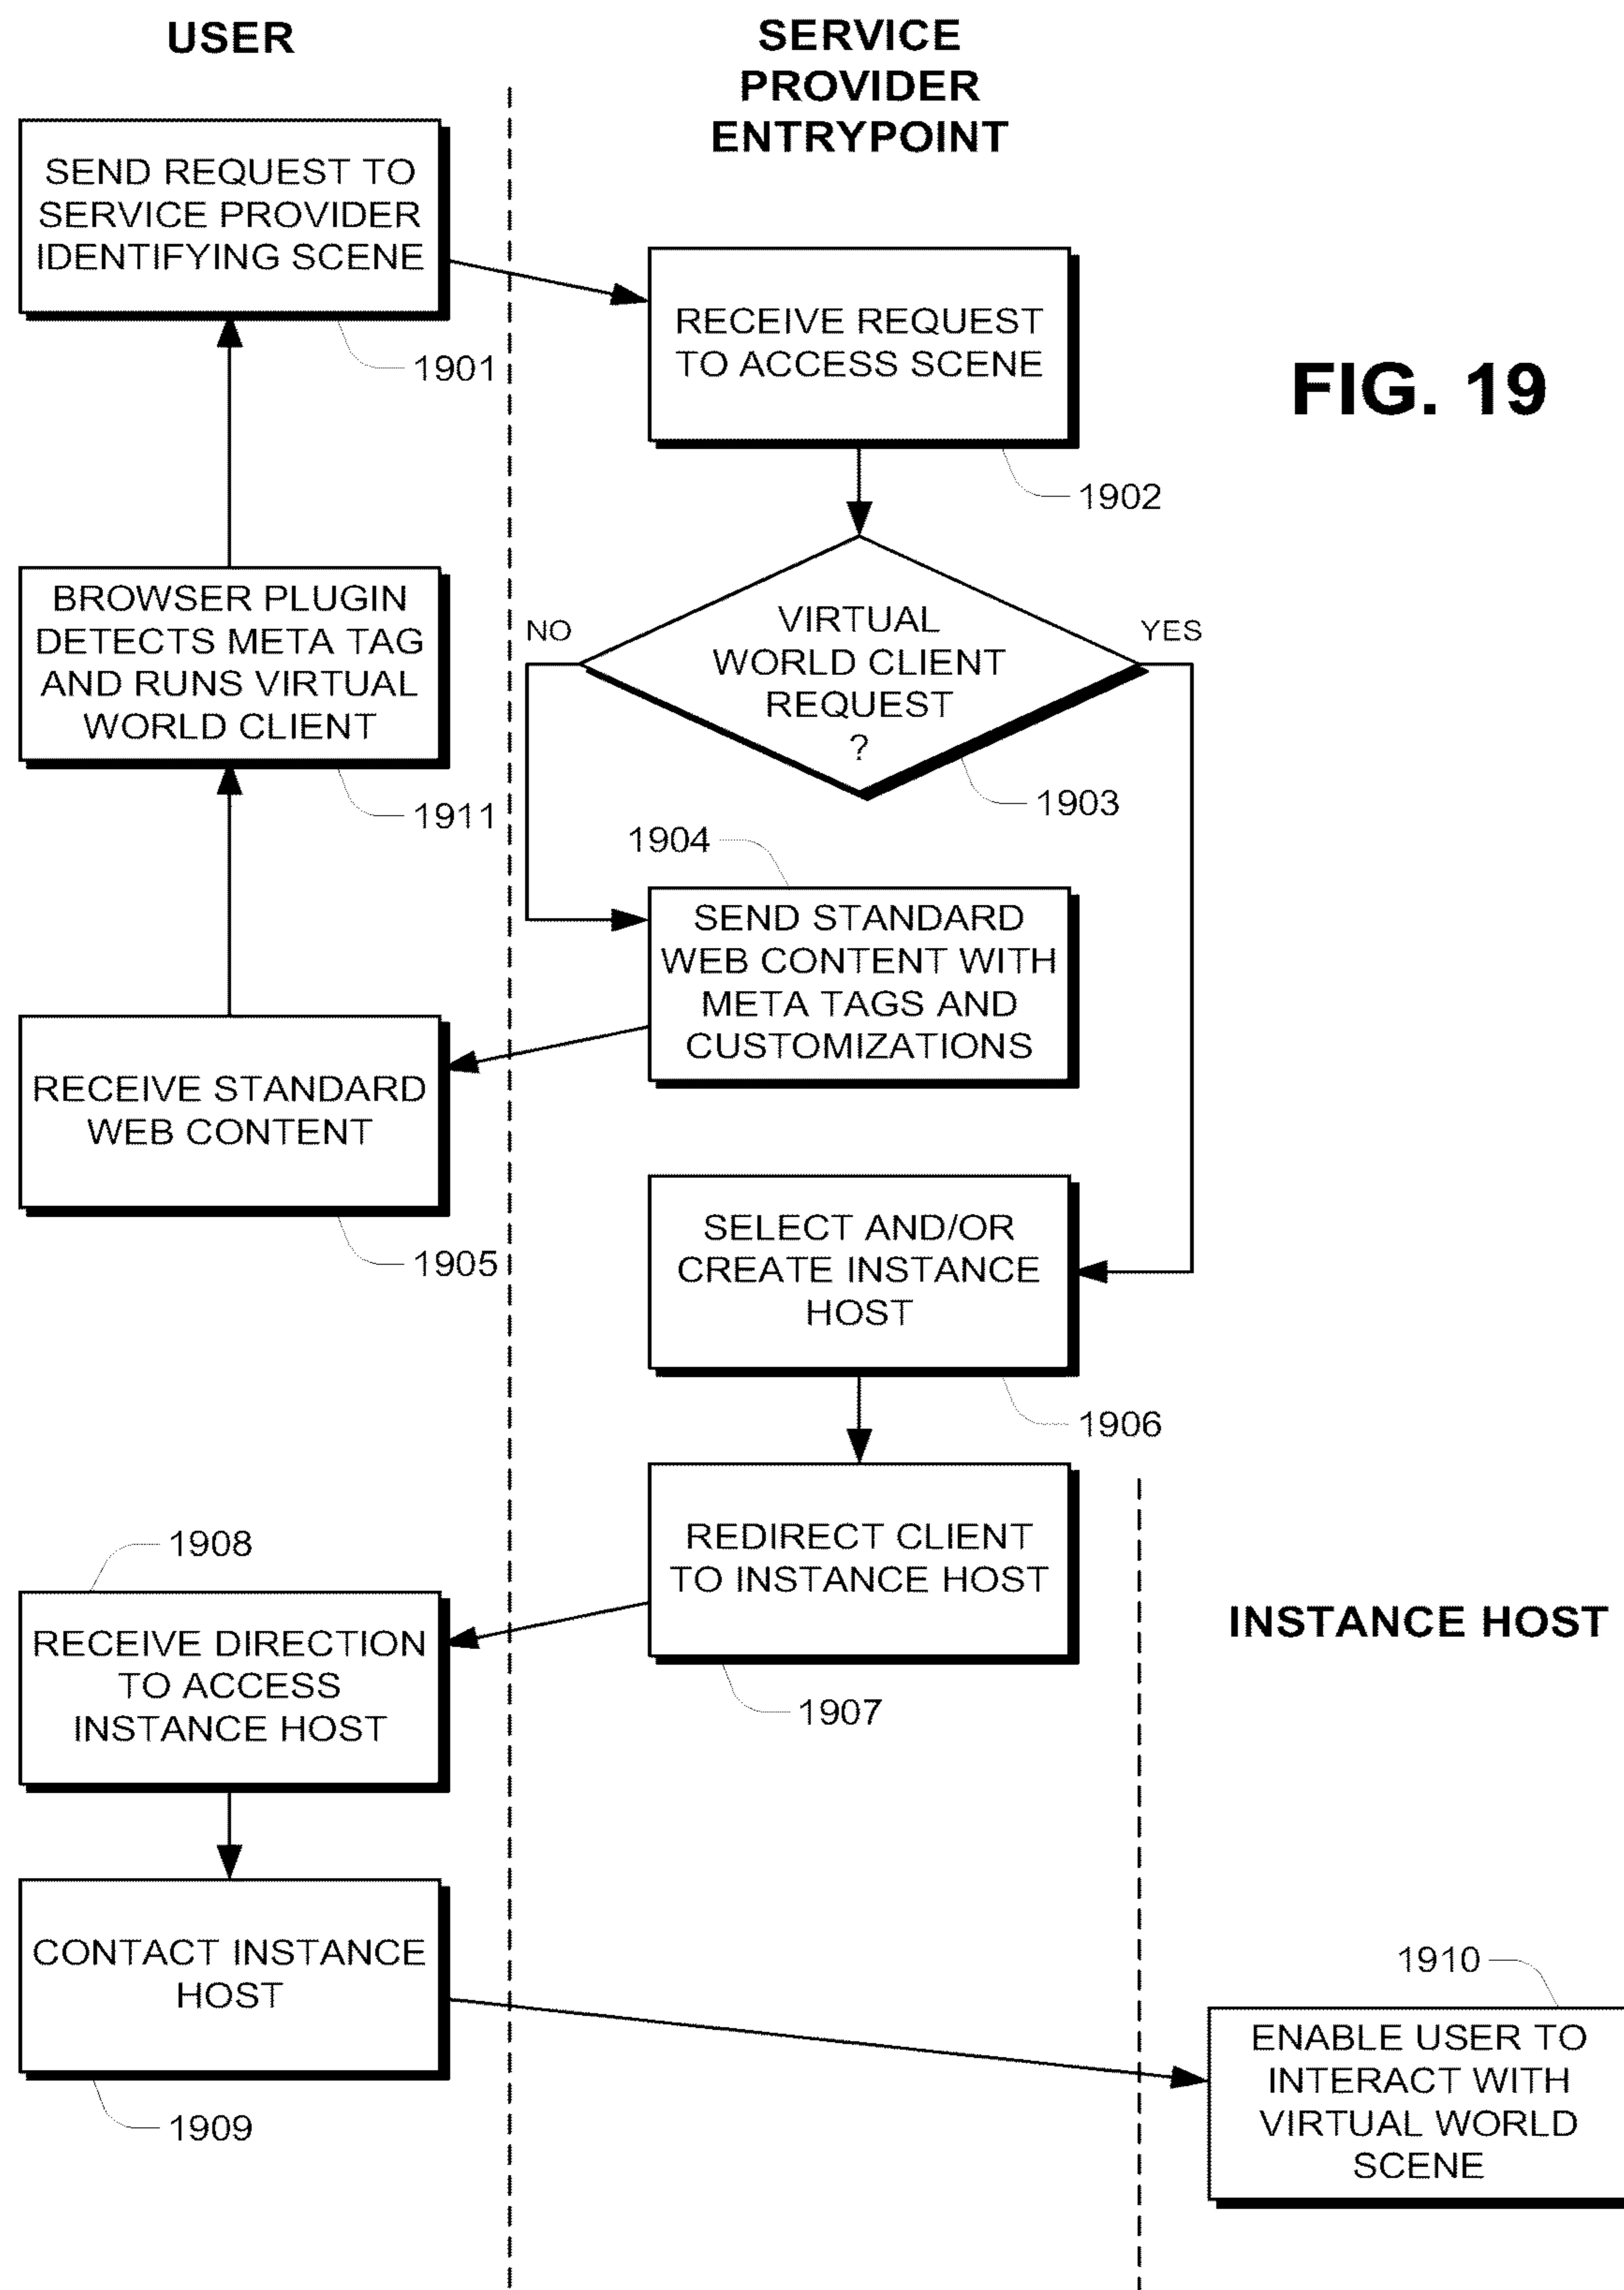 USER
SERVICE
PROVIDER
ENTRYPOINT
SEND REQUEST TO
SERVICE PROVIDER
IDENTIFYING SCENE
1901
RECEIVE REQUEST
TO ACCESS SCENE
1902
FIG. 19
BROWSER PLUGIN
DETECTS META TAG
AND RUNS VIRTUAL
WORLD CLIENT
1911
NO
VIRTUAL
WORLD CLIENT
REQUEST
?
YES
1903
1904
SEND STANDARD
WEB CONTENT WITH
META TAGS AND
CUSTOMIZATIONS
RECEIVE STANDARD
WEB CONTENT
1905
SELECT AND/OR
CREATE INSTANCE
HOST
1906
REDIRECT CLIENT
TO INSTANCE HOST
1907
INSTANCE HOST
1908
RECEIVE DIRECTION
TO ACCESS
INSTANCE HOST
CONTACT INSTANCE
HOST
1909
1910
ENABLE USER TO
INTERACT WITH
VIRTUAL WORLD
SCENE